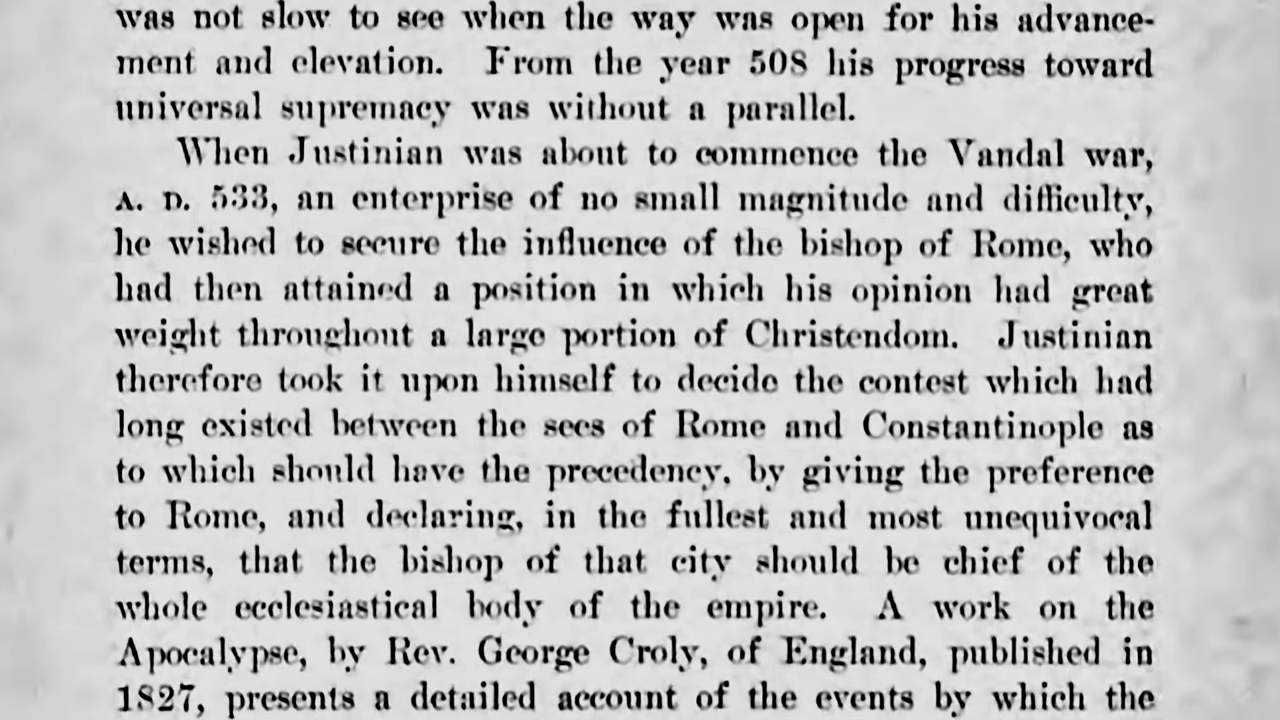 was not slow to see when the way was open for his advance-
ment and elevation. From the year 508 his progress toward
universal supremacy was without a parallel.
When Justinian was about to commence the Vandal war,
A. D. 533, an enterprise of no small magnitude and difficulty,
he wished to secure the influence of the bishop of Rome, who
had then attained a position in which his opinion had great
weight throughout a large portion of Christendom. Justinian
therefore took it upon himself to decide the contest which had
long existed between the sees of Rome and Constantinople as
to which should have the precedency, by giving the preference
to Rome, and declaring, in the fullest and most unequivocal
terms, that the bishop of that city should be chief of the
whole ecclesiastical body of the empire. A work on the
Apocalypse, by Rev. George Croly, of England, published in
1827, presents a detailed account of the events by which the